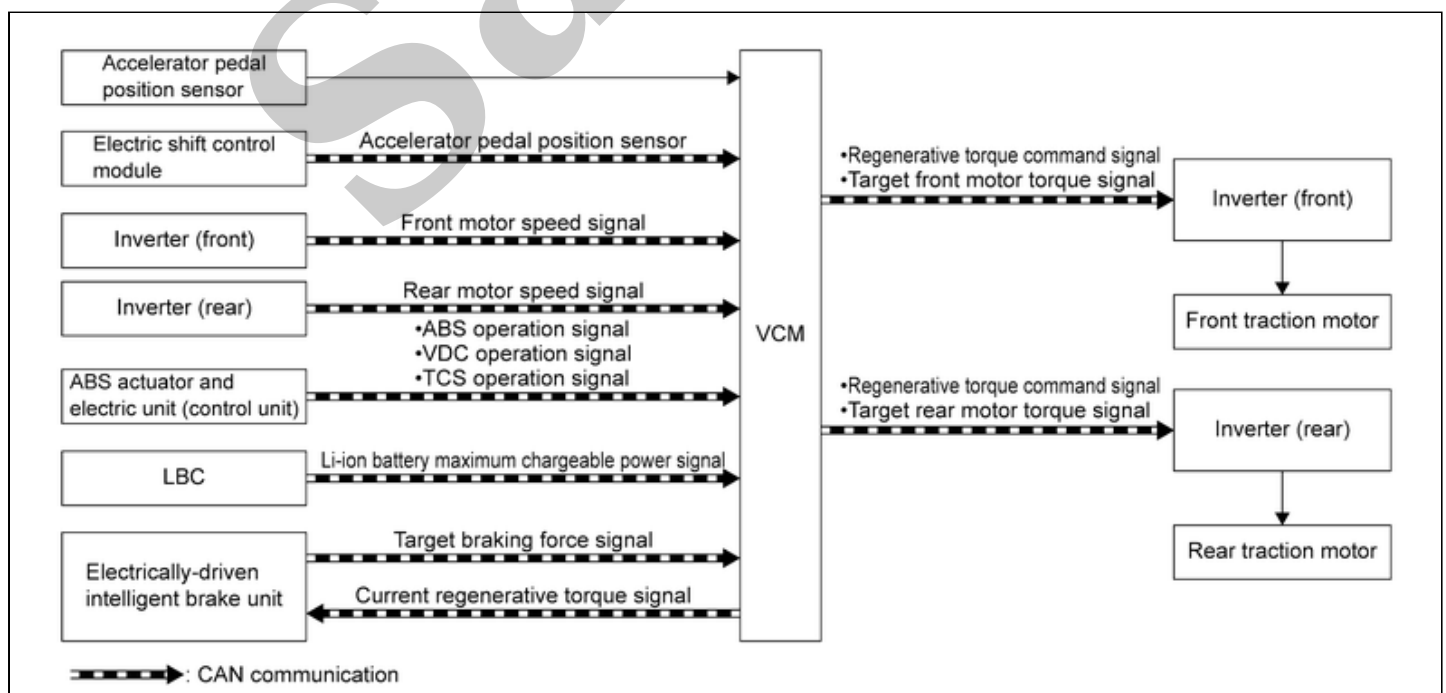 Accelerator pedal
position sensor
Electric shift control
module
Accelerator pedal position sensor
Inverter (front)
Front motor speed signal
Inverter (rear)
Rear motor speed signal
•ABS operation signal
•VDC operation signal
•TCS operation signal
ABS actuator and
electric unit (control unit)
LBC
Li-ion battery maximum chargeable power signal
Electrically-driven
intelligent brake unit
Target braking force signal
Current regenerative torque signal
VCM
•Regenerative torque command signal
•Target front motor torque signal
Inverter (front)
Front traction motor
•Regenerative torque command signal
•Target rear motor torque signal
Inverter (rear)
Rear traction motor
: CAN communication